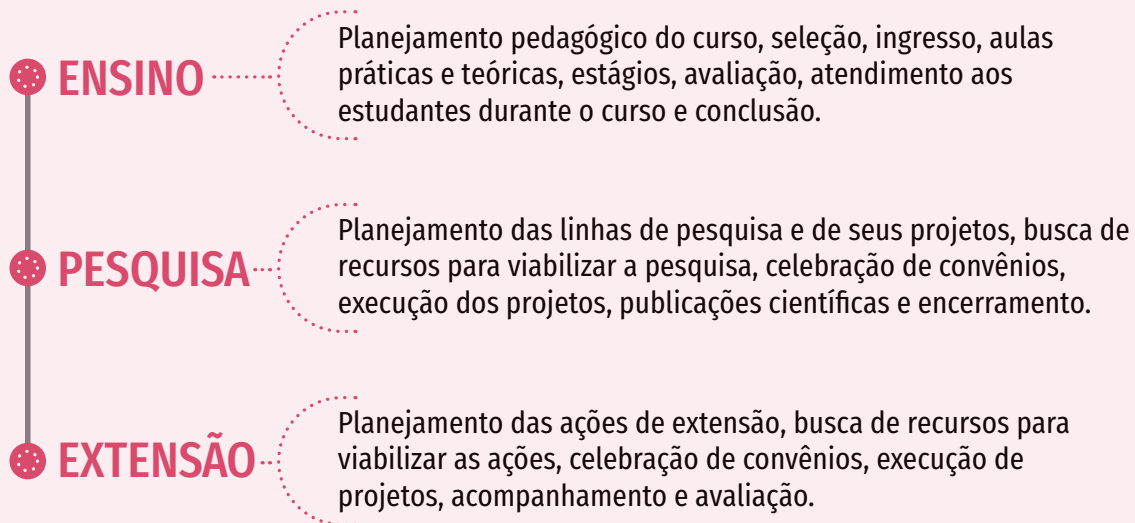 ENSINO
Planejamento pedagógico do curso, seleção, ingresso, aulas
práticas e teóricas, estágios, avaliação, atendimento aos
estudantes durante o curso e conclusão.
PESQUISA
Planejamento das linhas de pesquisa e de seus projetos, busca de
recursos para viabilizar a pesquisa, celebração de convênios,
execução dos projetos, publicações científicas e encerramento.
EXTENSÃO
Planejamento das ações de extensão, busca de recursos para
viabilizar as ações, celebração de convênios, execução de
projetos, acompanhamento e avaliação.